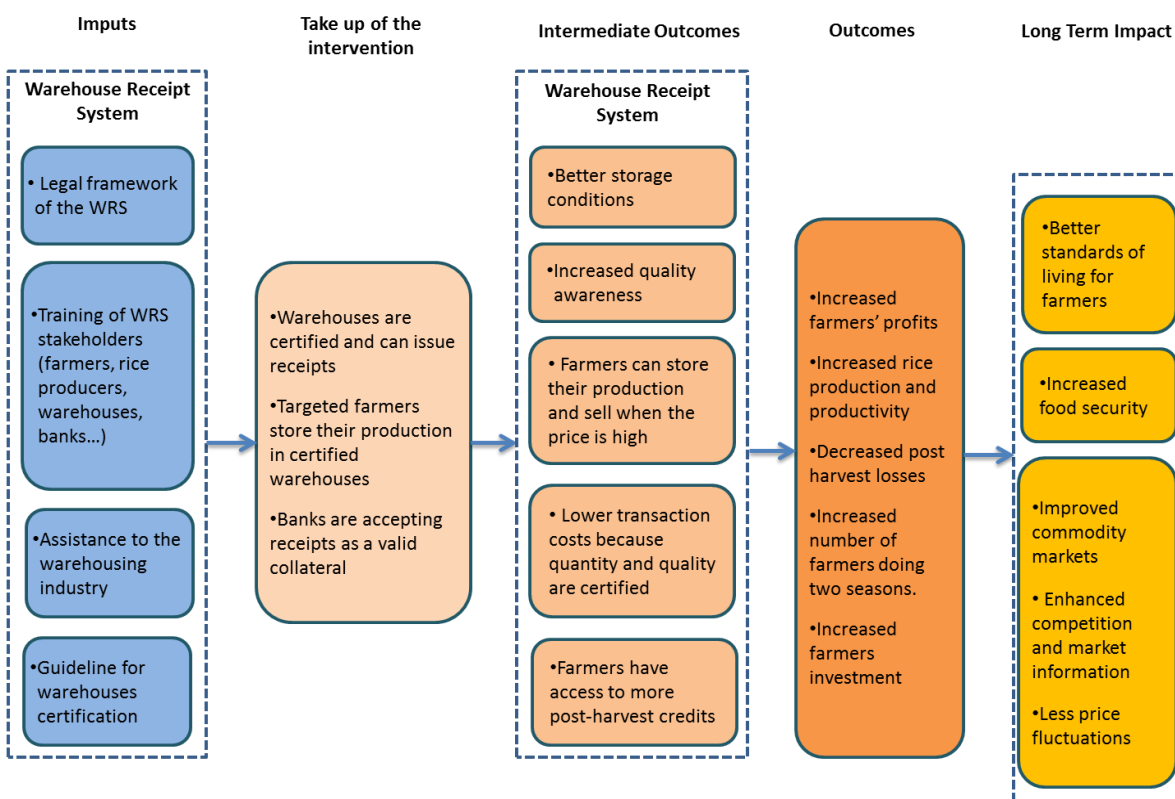 Imputs
Warehouse Receipt
System
• Legal framework
of the WRS
•Training of WRS
stakeholders
(farmers, rice
producers,
warehouses,
banks...)
•Assistance to the
warehousing
industry
•Guideline for
warehouses
certification
Take up of the
intervention
•Warehouses are
certified and can issue
receipts
•Targeted farmers
store their production
in certified
warehouses
•Banks are accepting
receipts as a valid
collateral
Intermediate Outcomes
Warehouse Receipt
System
•Better storage
conditions
•Increased quality
awareness
• Farmers can store
their production
and sell when the
price is high
• Lower transaction
costs because
quantity and quality
are certified
•Farmers have
access to more
post-harvest credits
Outcomes
•Increased
farmers’ profits
•Increased rice
production and
productivity
•Decreased post
harvest losses
•Increased
number of
farmers doing
two seasons.
•Increased
farmers
investment
Long Term Impact
•Better
standards of
living for
farmers
•Increased
food security
•Improved
commodity
markets
• Enhanced
competition
and market
information
•Less price
fluctuations